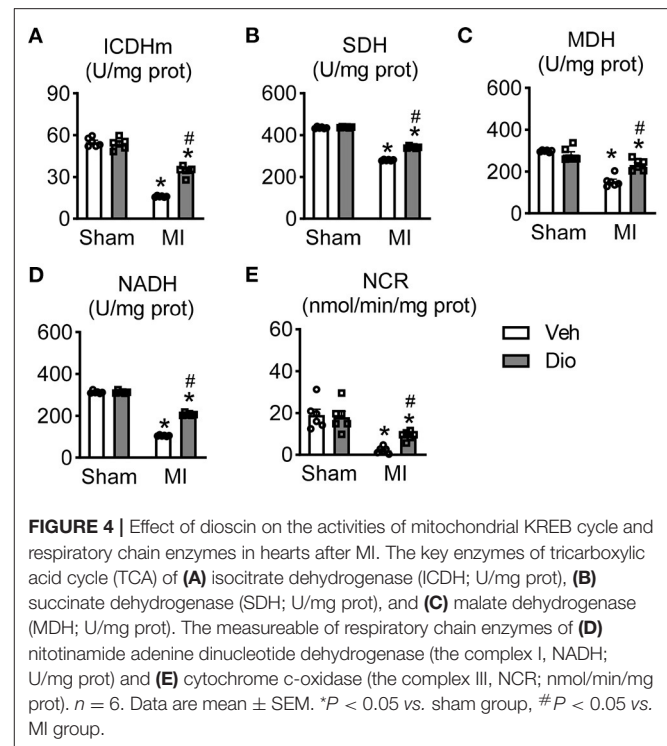 A
ICDHm
(U/mg prot)
90
60
30
0
*
#
*
Sham MI
B
SDH
(U/mg prot)
600
400
200
0
*
#
*
Sham MI
C
MDH
(U/mg prot)
600
400
200
0
*
#
*
Sham MI
D
NADH
(U/mg prot)
600
400
200
0
*
#
*
Sham MI
E
NCR
(nmol/min/mg prot)
60
40
20
0
*
#
*
Sham MI
Veh
Dio
FIGURE 4 | Effect of dioscin on the activities of mitochondrial KREB cycle and
respiratory chain enzymes in hearts after MI. The key enzymes of tricarboxylic
acid cycle (TCA) of (A) isocitrate dehydrogenase (ICDH; U/mg prot), (B)
succinate dehydrogenase (SDH; U/mg prot), and (C) malate dehydrogenase
(MDH; U/mg prot). The measureable of respiratory chain enzymes of (D)
nitotinamide adenine dinucleotide dehydrogenase (the complex I, NADH;
U/mg prot) and (E) cytochrome c-oxidase (the complex III, NCR; nmol/min/mg
prot). n = 6. Data are mean ± SEM. *P < 0.05 vs. sham group, #P < 0.05 vs.
MI group.